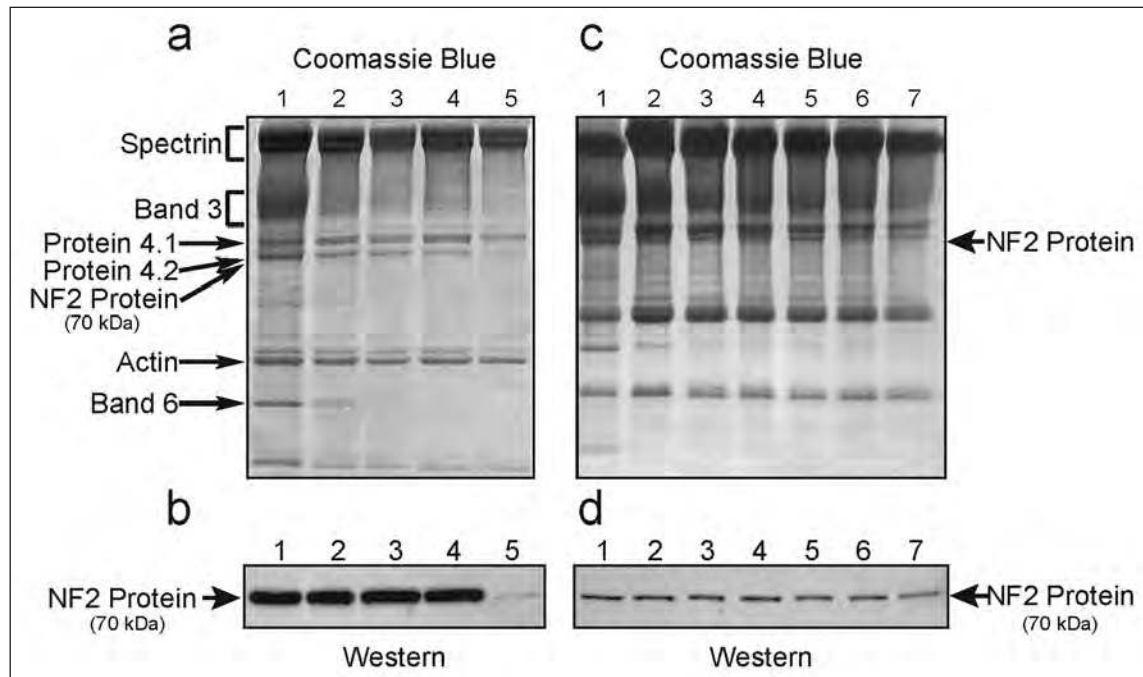 a
Coomassie Blue
1 2 3 4 5
Spectrin
Band 3
Protein 4.1
Protein 4.2
NF2 Protein
(70 kDa)
Actin
Band 6
c
Coomassie Blue
1 2 3 4 5 6 7
NF2 Protein
b
1 2 3 4 5
NF2 Protein
(70 kDa)
Western
d
1 2 3 4 5 6 7
NF2 Protein
(70 kDa)
Western